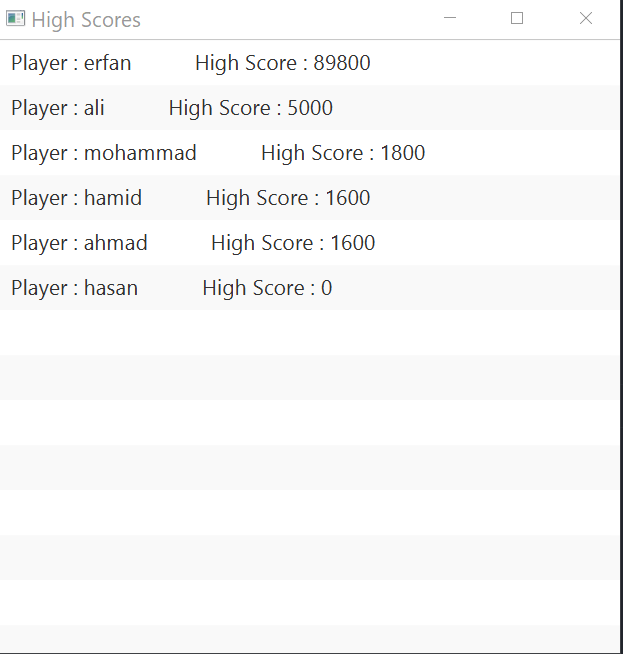 High Scores
Player : erfan High Score : 89800
Player : ali High Score : 5000
Player : mohammad High Score : 1800
Player : hamid High Score : 1600
Player : ahmad High Score : 1600
Player : hasan High Score : 0